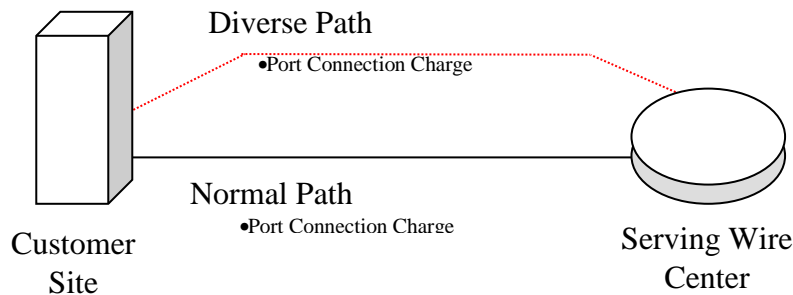 Diverse Path
•Port Connection Charge
Normal Path
•Port Connection Charge
Customer
Site
Serving Wire
Center